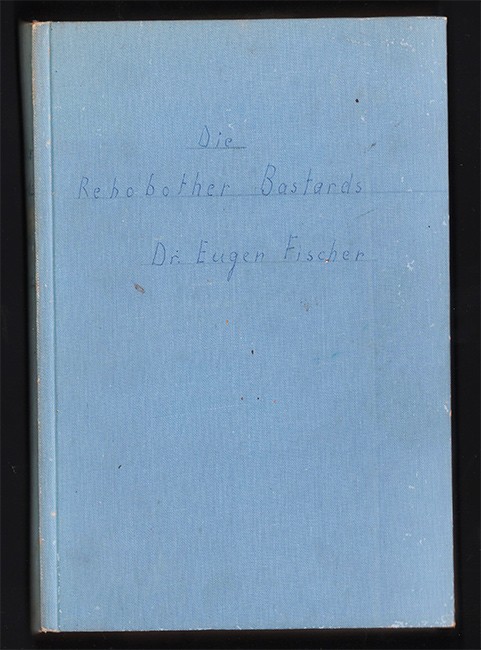 Die
Rehobother Bastards
Dr. Eugen Fischer